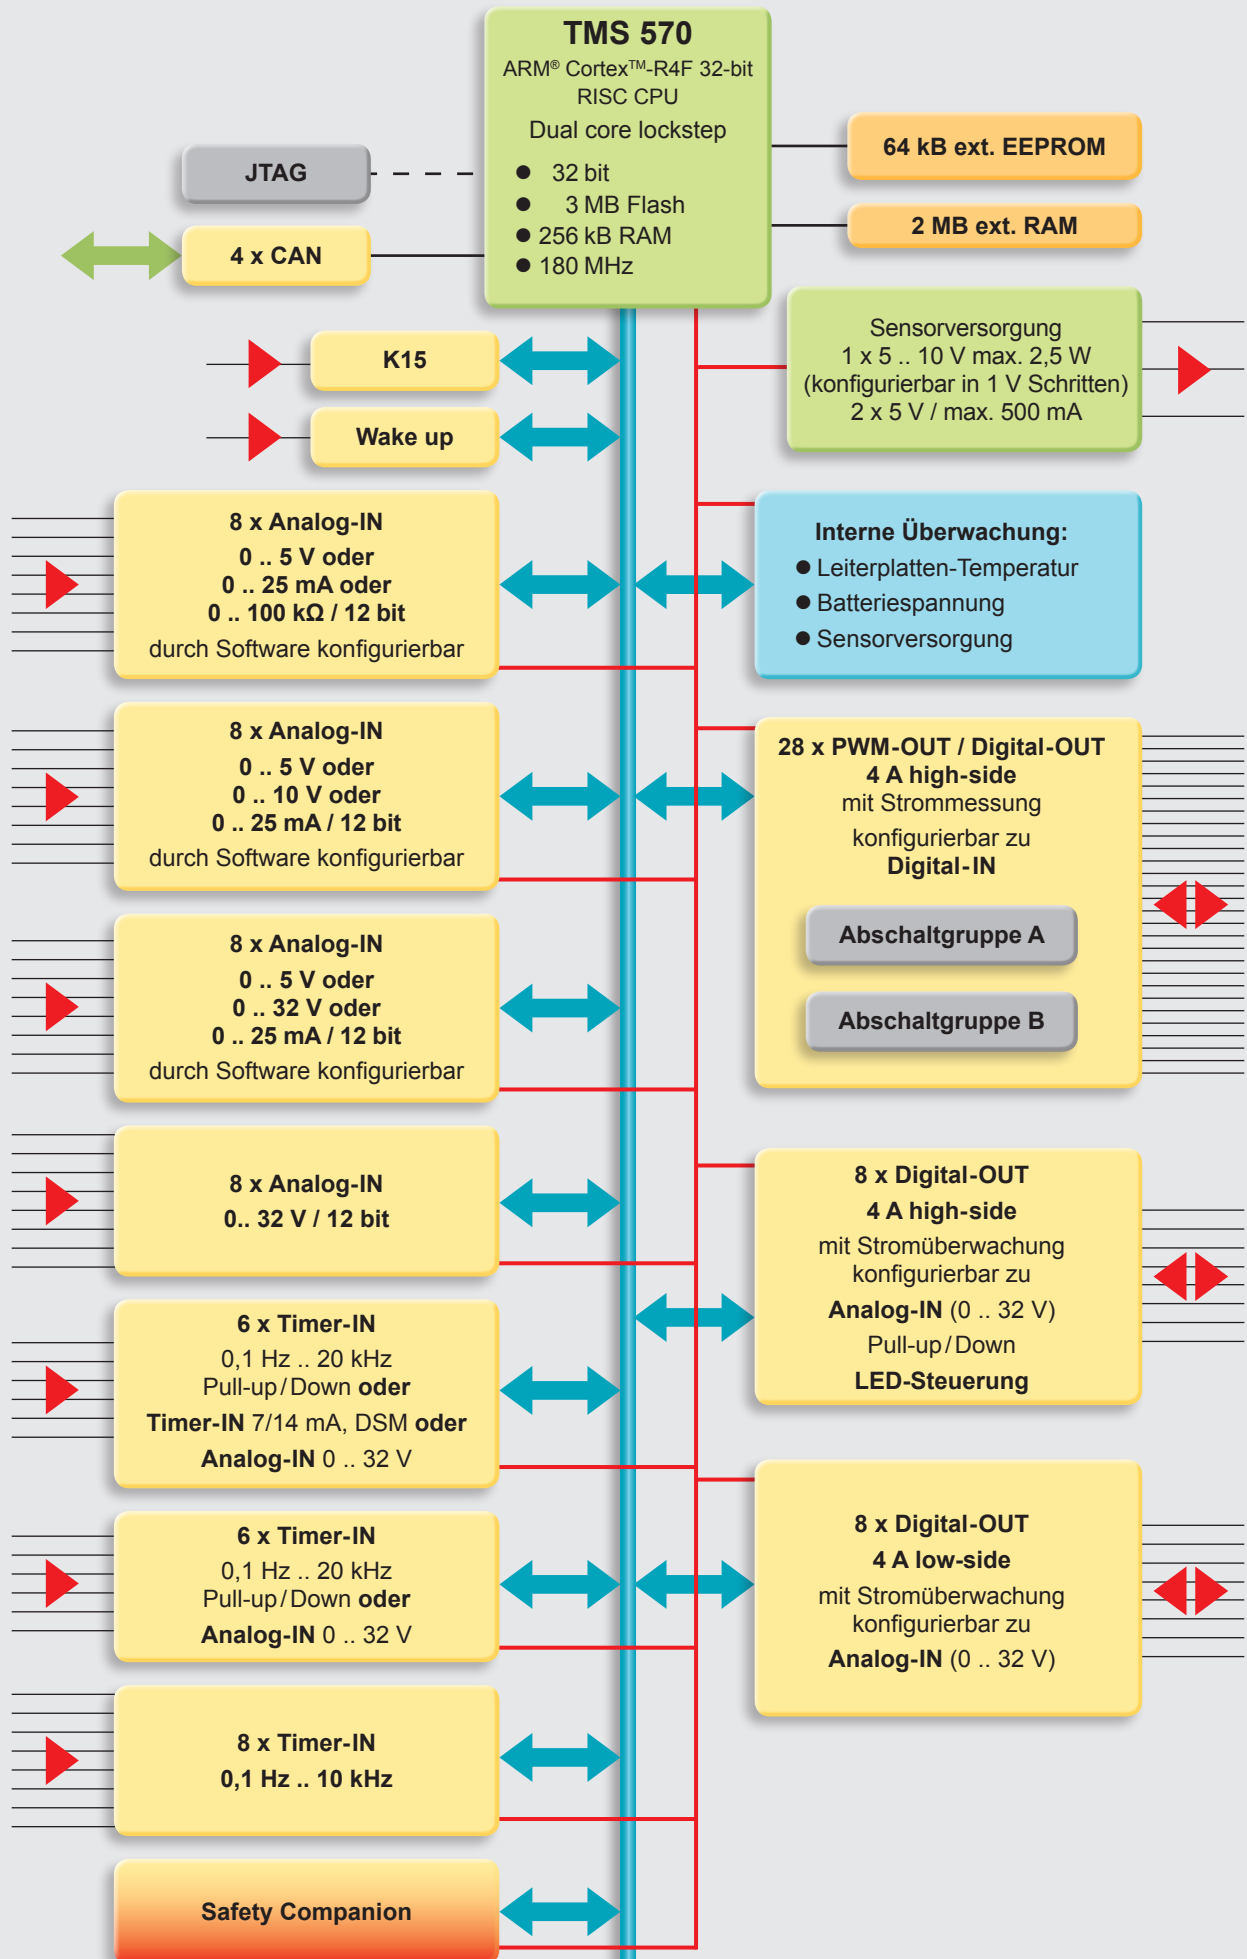 TMS 570
ARM® Cortex™-R4F 32-bit
RISC CPU
Dual core lockstep
● 32 bit
● 3 MB Flash
● 256 kB RAM
● 180 MHz
JTAG
4 x CAN
64 kB ext. EEPROM
2 MB ext. RAM
K15
Wake up
Sensorversorgung
1 x 5 .. 10 V max. 2,5 W
(konfigurierbar in 1 V Schritten)
2 x 5 V / max. 500 mA
8 x Analog-IN
0 .. 5 V oder
0 .. 25 mA oder
0 .. 100 kΩ / 12 bit
durch Software konfigurierbar
Interne Überwachung:
● Leiterplatten-Temperatur
● Batteriespannung
● Sensorversorgung
8 x Analog-IN
0 .. 5 V oder
0 .. 10 V oder
0 .. 25 mA / 12 bit
durch Software konfigurierbar
28 x PWM-OUT / Digital-OUT
4 A high-side
mit Strommessung
konfigurierbar zu
Digital-IN
Abschaltgruppe A
Abschaltgruppe B
8 x Analog-IN
0 .. 5 V oder
0 .. 32 V oder
0 .. 25 mA / 12 bit
durch Software konfigurierbar
8 x Analog-IN
0.. 32 V / 12 bit
8 x Digital-OUT
4 A high-side
mit Stromüberwachung
konfigurierbar zu
Analog-IN (0 .. 32 V)
Pull-up/Down
LED-Steuerung
6 x Timer-IN
0,1 Hz .. 20 kHz
Pull-up/Down oder
Timer-IN 7/14 mA, DSM oder
Analog-IN 0 .. 32 V
6 x Timer-IN
0,1 Hz .. 20 kHz
Pull-up/Down oder
Analog-IN 0 .. 32 V
8 x Digital-OUT
4 A low-side
mit Stromüberwachung
konfigurierbar zu
Analog-IN (0 .. 32 V)
8 x Timer-IN
0,1 Hz .. 10 kHz
Safety Companion